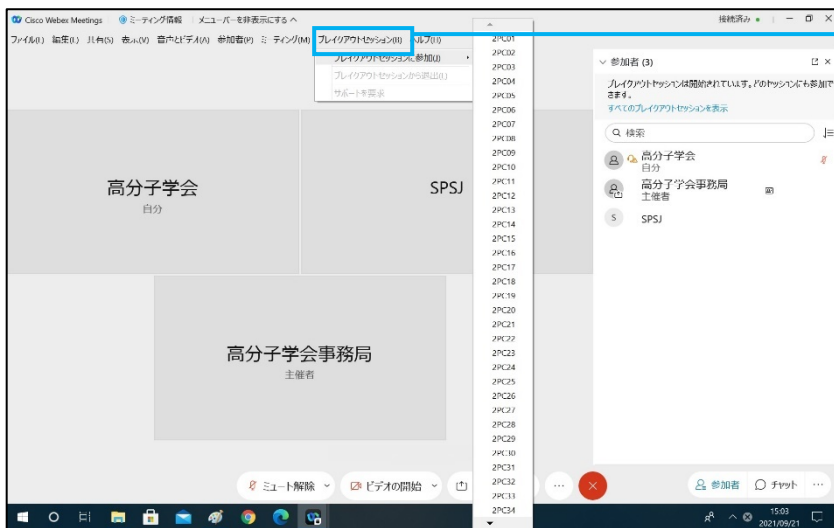 Cisco Webex Meetings
ミーティング情報
メニューバーを非表示にする ヘ
接続済み
ファイル(F) 編集(E) 共有(S) 表示(V) 音声とビデオ(A) 参加者(P) ミーティング(M) ブレイクアウトセッション(B) ヘルプ(H)
ブレイクアウトセッションに参加(J)
ブレイクアウトセッションから退出(L)
サポートを要求
2PC01
2PC02
2PC03
2PC04
2PC05
2PC06
2PC07
2PC08
2PC09
2PC10
2PC11
2PC12
2PC13
2PC14
2PC15
2PC16
2PC17
2PC18
2PC19
2PC20
2PC21
2PC22
2PC23
2PC24
2PC25
2PC26
2PC27
2PC28
2PC29
2PC30
2PC31
2PC32
2PC33
2PC34
高分子学会
自分
SPSJ
高分子学会事務局
主催者
参加者 (3)
ブレイクアウトセッションは開始されています。どのセッションにも参加で
きます。
すべてのブレイクアウトセッションを表示
検索
高分子学会
自分
高分子学会事務局
主催者
S SPSJ
ミュート解除
ビデオの開始
参加者
チャット
15:03
2021/09/21